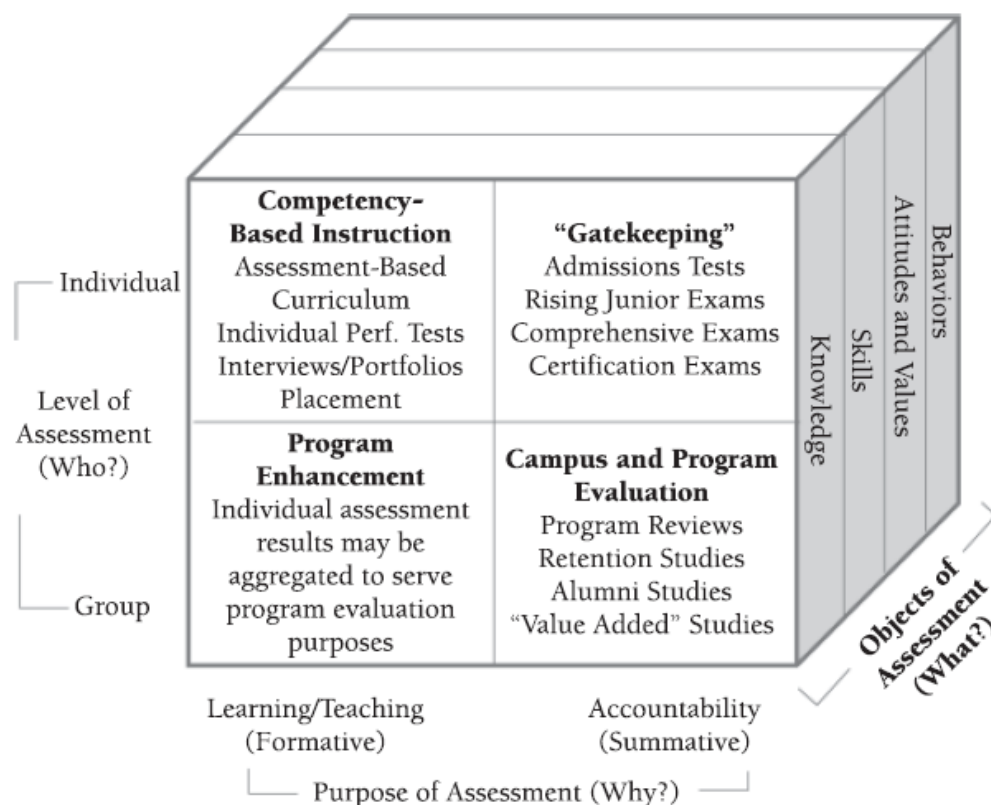 Competency-
Based Instruction
Assessment-Based
Curriculum
Individual Perf. Tests
Interviews/Portfolios
Placement
“Gatekeeping”
Admissions Tests
Rising Junior Exams
Comprehensive Exams
Certification Exams
Individual
Level of
Assessment
(Who?)
Group
Program
Enhancement
Individual assessment
results may be
aggregated to serve
program evaluation
purposes
Campus and Program
Evaluation
Program Reviews
Retention Studies
Alumni Studies
“Value Added” Studies
Knowledge
Skills
Attitudes and Values
Behaviors
Objects of
Assessment
(What?)
Learning/Teaching
(Formative)
Accountability
(Summative)
Purpose of Assessment (Why?)